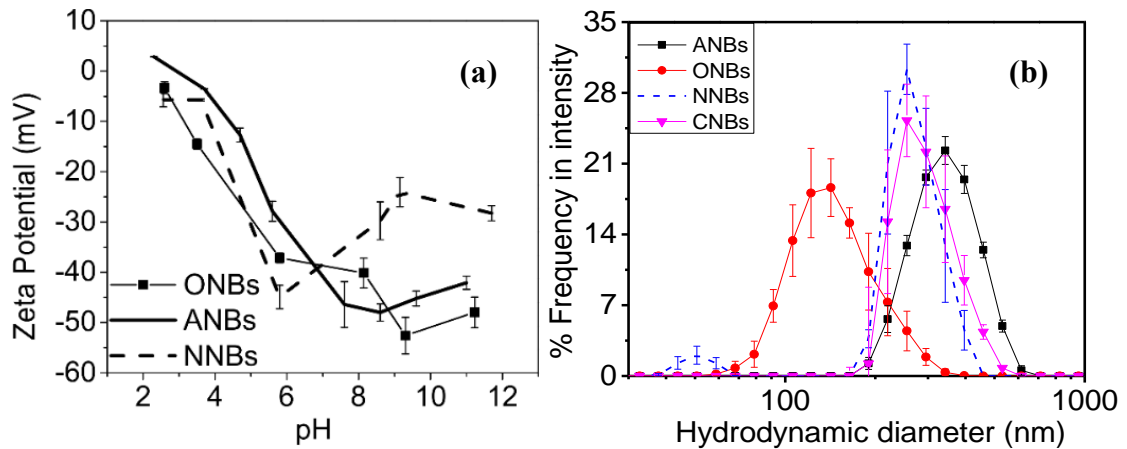 (a)
Zeta Potential (mV)
10
0
-10
-20
-30
-40
-50
-60
2
4
6
8
10
12
pH
ONBs
ANBs
NNBs
(b)
% Frequency in intensity
35
28
21
14
7
0
100
1000
Hydrodynamic diameter (nm)
ANBs
ONBs
NNBs
CNBs